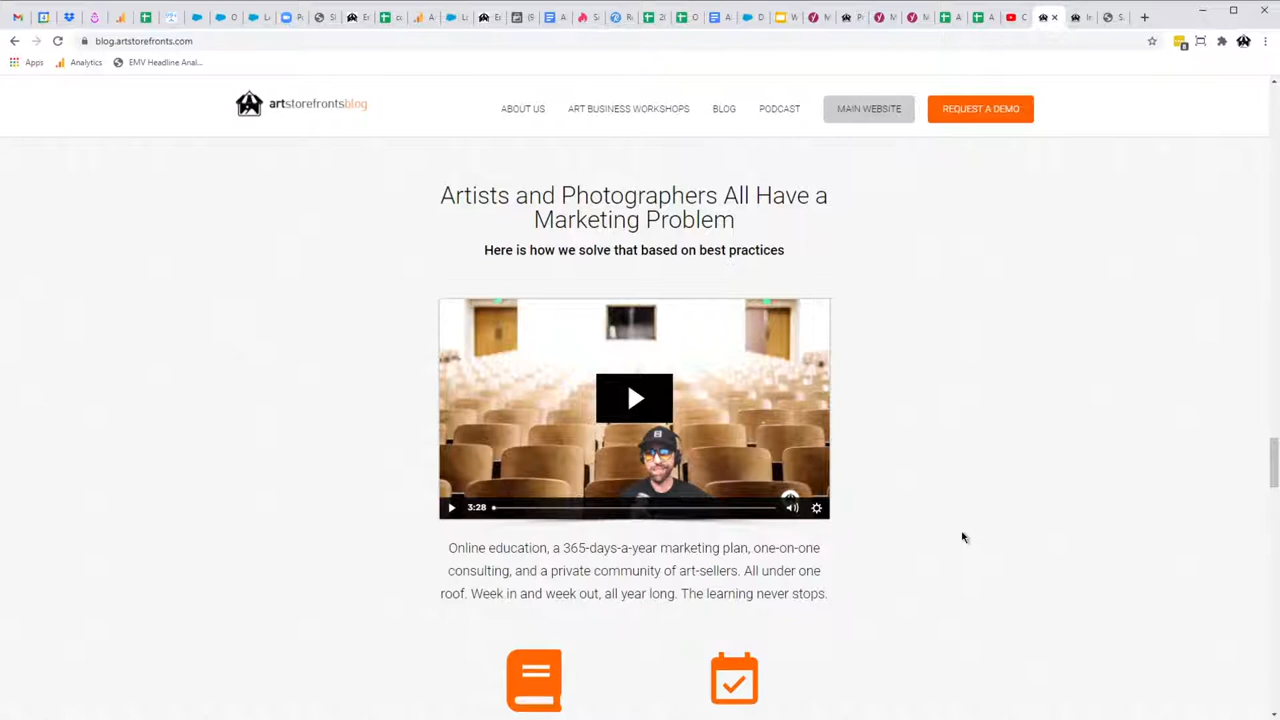 blog.artstorefronts.com
Apps
Analytics
EMV Headline Anal...
artstorefrontsblog
ABOUT US
ART BUSINESS WORKSHOPS
BLOG
PODCAST
MAIN WEBSITE
REQUEST A DEMO
Artists and Photographers All Have a
Marketing Problem
Here is how we solve that based on best practices
3:28
Online education, a 365-days-a-year marketing plan, one-on-one
consulting, and a private community of art-sellers. All under one
roof. Week in and week out, all year long. The learning never stops.